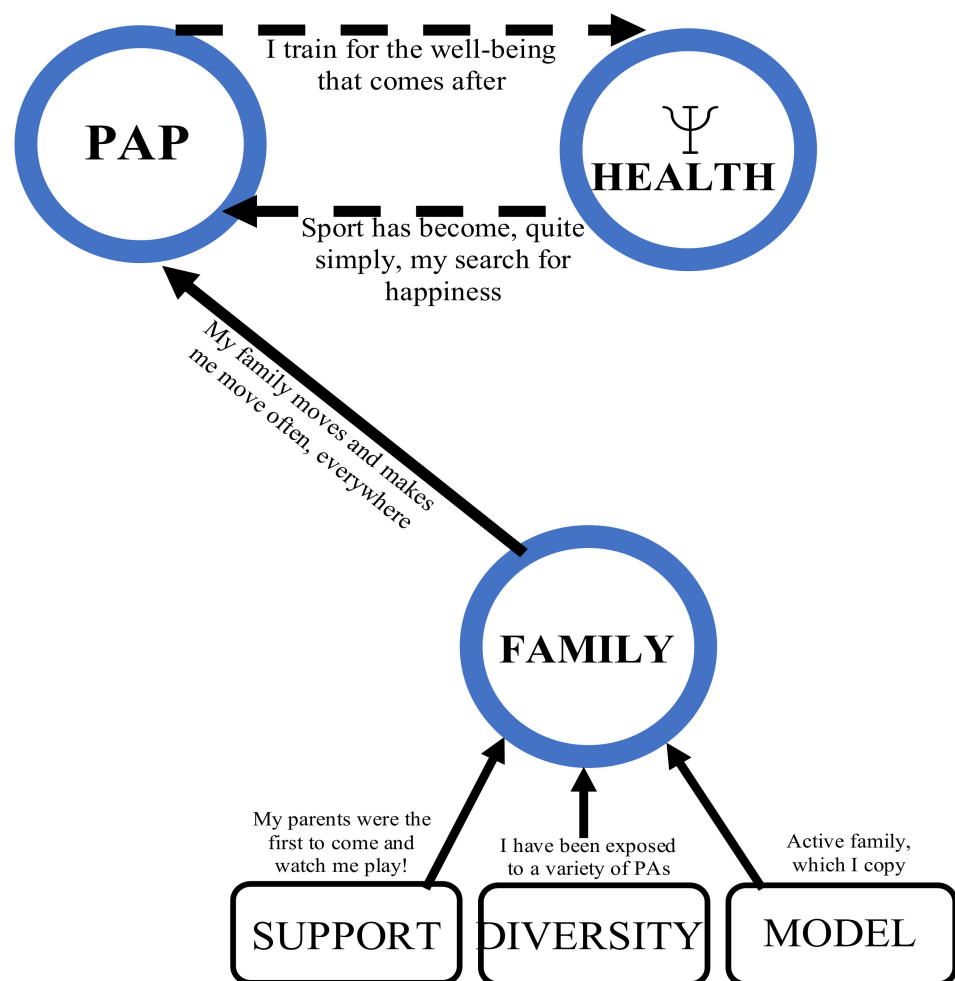 I train for the well-being
that comes after
PAP
Ψ
HEALTH
Sport has become, quite
simply, my search for
happiness
My family moves and makes
me move often, everywhere
FAMILY
My parents were the
first to come and
watch me play!
I have been exposed
to a variety of PAs
Active family,
which I copy
SUPPORT
DIVERSITY
MODEL